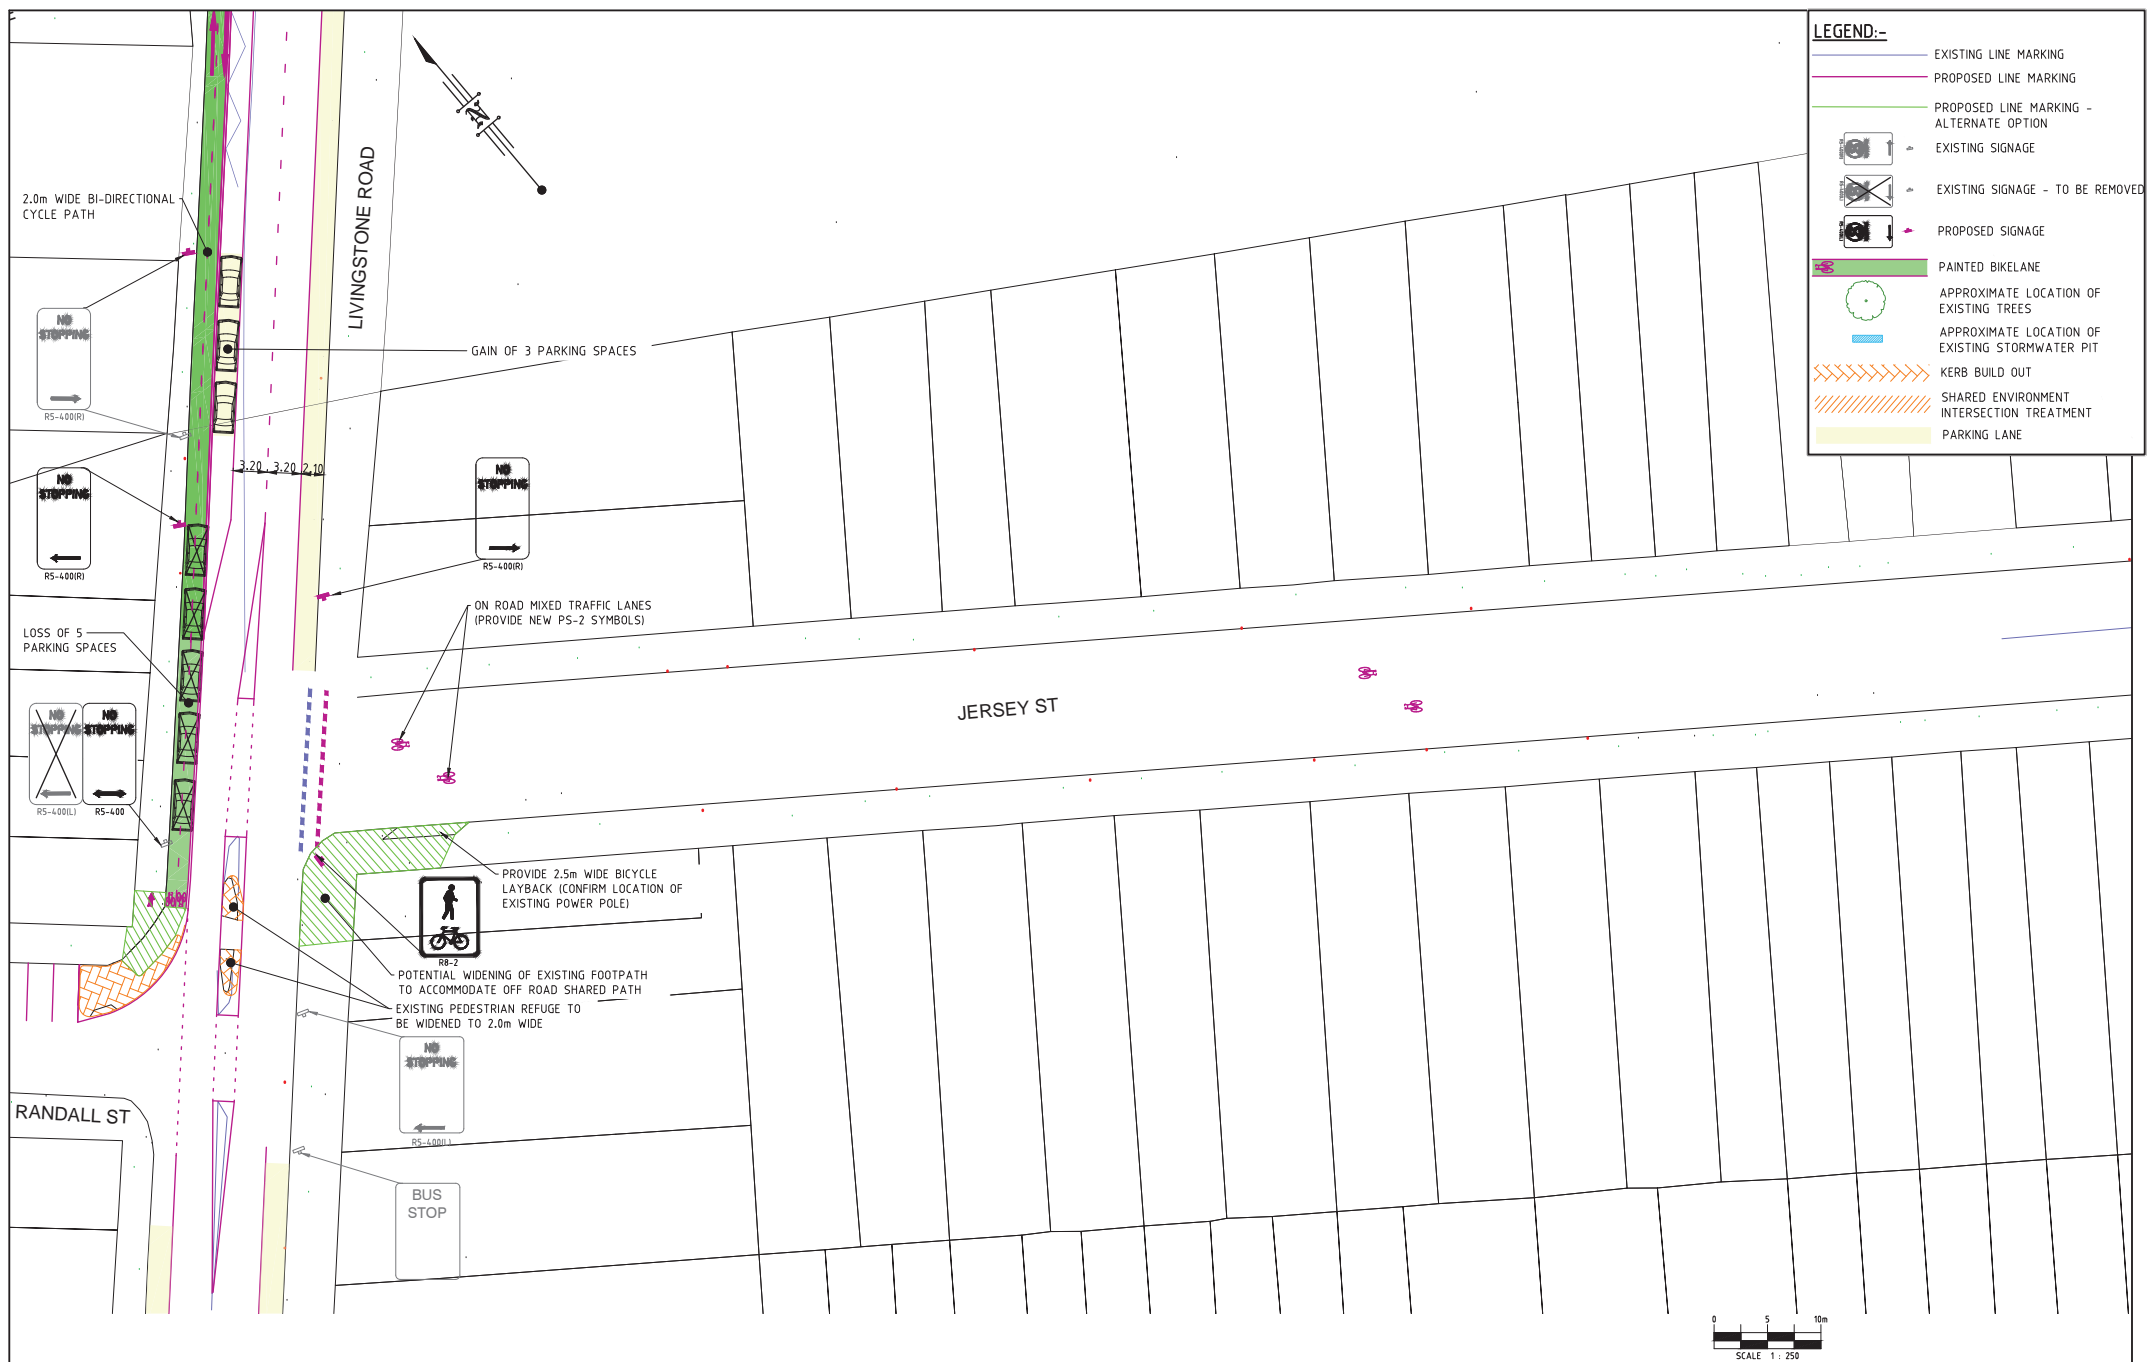 LEGEND:-
EXISTING LINE MARKING
PROPOSED LINE MARKING
PROPOSED LINE MARKING -
ALTERNATE OPTION
EXISTING SIGNAGE
EXISTING SIGNAGE - TO BE REMOVED
PROPOSED SIGNAGE
PAINTED BIKELANE
APPROXIMATE LOCATION OF
EXISTING TREES
APPROXIMATE LOCATION OF
EXISTING STORMWATER PIT
KERB BUILD OUT
SHARED ENVIRONMENT
INTERSECTION TREATMENT
PARKING LANE
N
2.0m WIDE BI-DIRECTIONAL
CYCLE PATH
LIVINGSTONE ROAD
NO
STOPPING
R5-400(R)
GAIN OF 3 PARKING SPACES
3.20
3.20
2.10
NO
STOPPING
R5-400(R)
NO
STOPPING
R5-400(R)
ON ROAD MIXED TRAFFIC LANES
(PROVIDE NEW PS-2 SYMBOLS)
LOSS OF 5
PARKING SPACES
JERSEY ST
NO
STOPPING
R5-400(L)
NO
STOPPING
R5-400
PROVIDE 2.5m WIDE BICYCLE
LAYBACK (CONFIRM LOCATION OF
EXISTING POWER POLE)
R8-2
POTENTIAL WIDENING OF EXISTING FOOTPATH
TO ACCOMMODATE OFF ROAD SHARED PATH
EXISTING PEDESTRIAN REFUGE TO
BE WIDENED TO 2.0m WIDE
NO
STOPPING
R5-400(L)
RANDALL ST
BUS
STOP
0 5 10m
SCALE 1 : 250